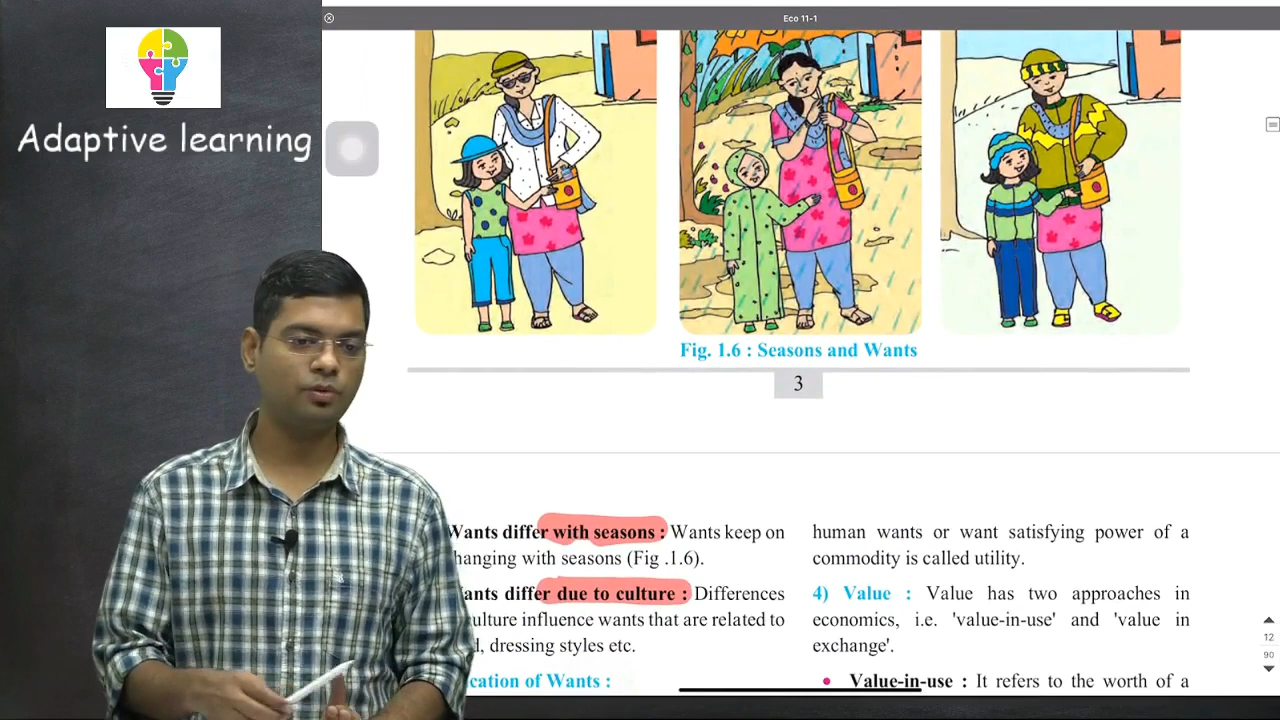 Adaptive learning
Eco 11-1
Fig. 1.6 : Seasons and Wants
3
Wants differ with seasons : Wants keep on
hanging with seasons (Fig .1.6).
ants differ due to culture : Differences
culture influence wants that are related to
d, dressing styles etc.
ication of Wants :
human wants or want satisfying power of a
commodity is called utility.
4) Value : Value has two approaches in
economics, i.e. 'value-in-use' and 'value in
exchange'.
• Value-in-use : It refers to the worth of a
12
90